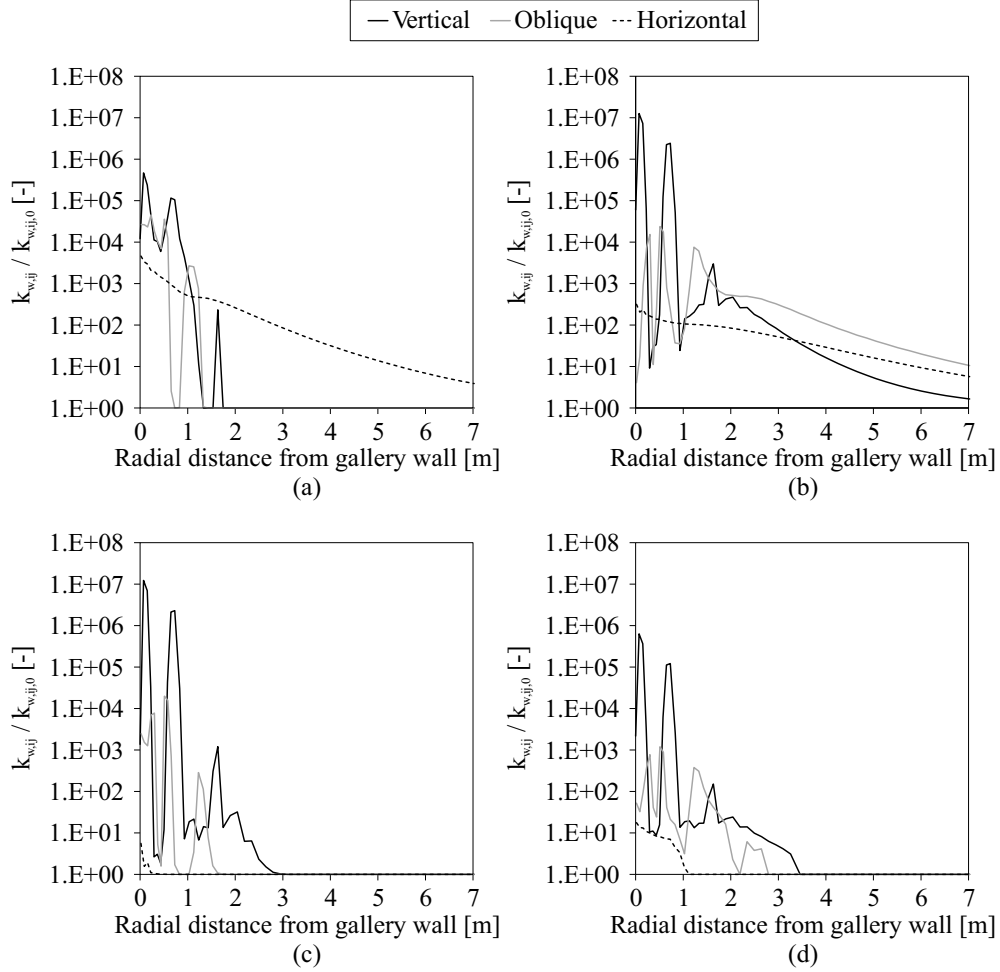 Vertical Oblique Horizontal
1.E+08
1.E+07
1.E+06
1.E+05
1.E+04
1.E+03
1.E+02
1.E+01
1.E+00
k_w,ij / k_w,ij,0 [-]
0 1 2 3 4 5 6 7
Radial distance from gallery wall [m]
(a)
1.E+08
1.E+07
1.E+06
1.E+05
1.E+04
1.E+03
1.E+02
1.E+01
1.E+00
k_w,ij / k_w,ij,0 [-]
0 1 2 3 4 5 6 7
Radial distance from gallery wall [m]
(b)
1.E+08
1.E+07
1.E+06
1.E+05
1.E+04
1.E+03
1.E+02
1.E+01
1.E+00
k_w,ij / k_w,ij,0 [-]
0 1 2 3 4 5 6 7
Radial distance from gallery wall [m]
(c)
1.E+08
1.E+07
1.E+06
1.E+05
1.E+04
1.E+03
1.E+02
1.E+01
1.E+00
k_w,ij / k_w,ij,0 [-]
0 1 2 3 4 5 6 7
Radial distance from gallery wall [m]
(d)